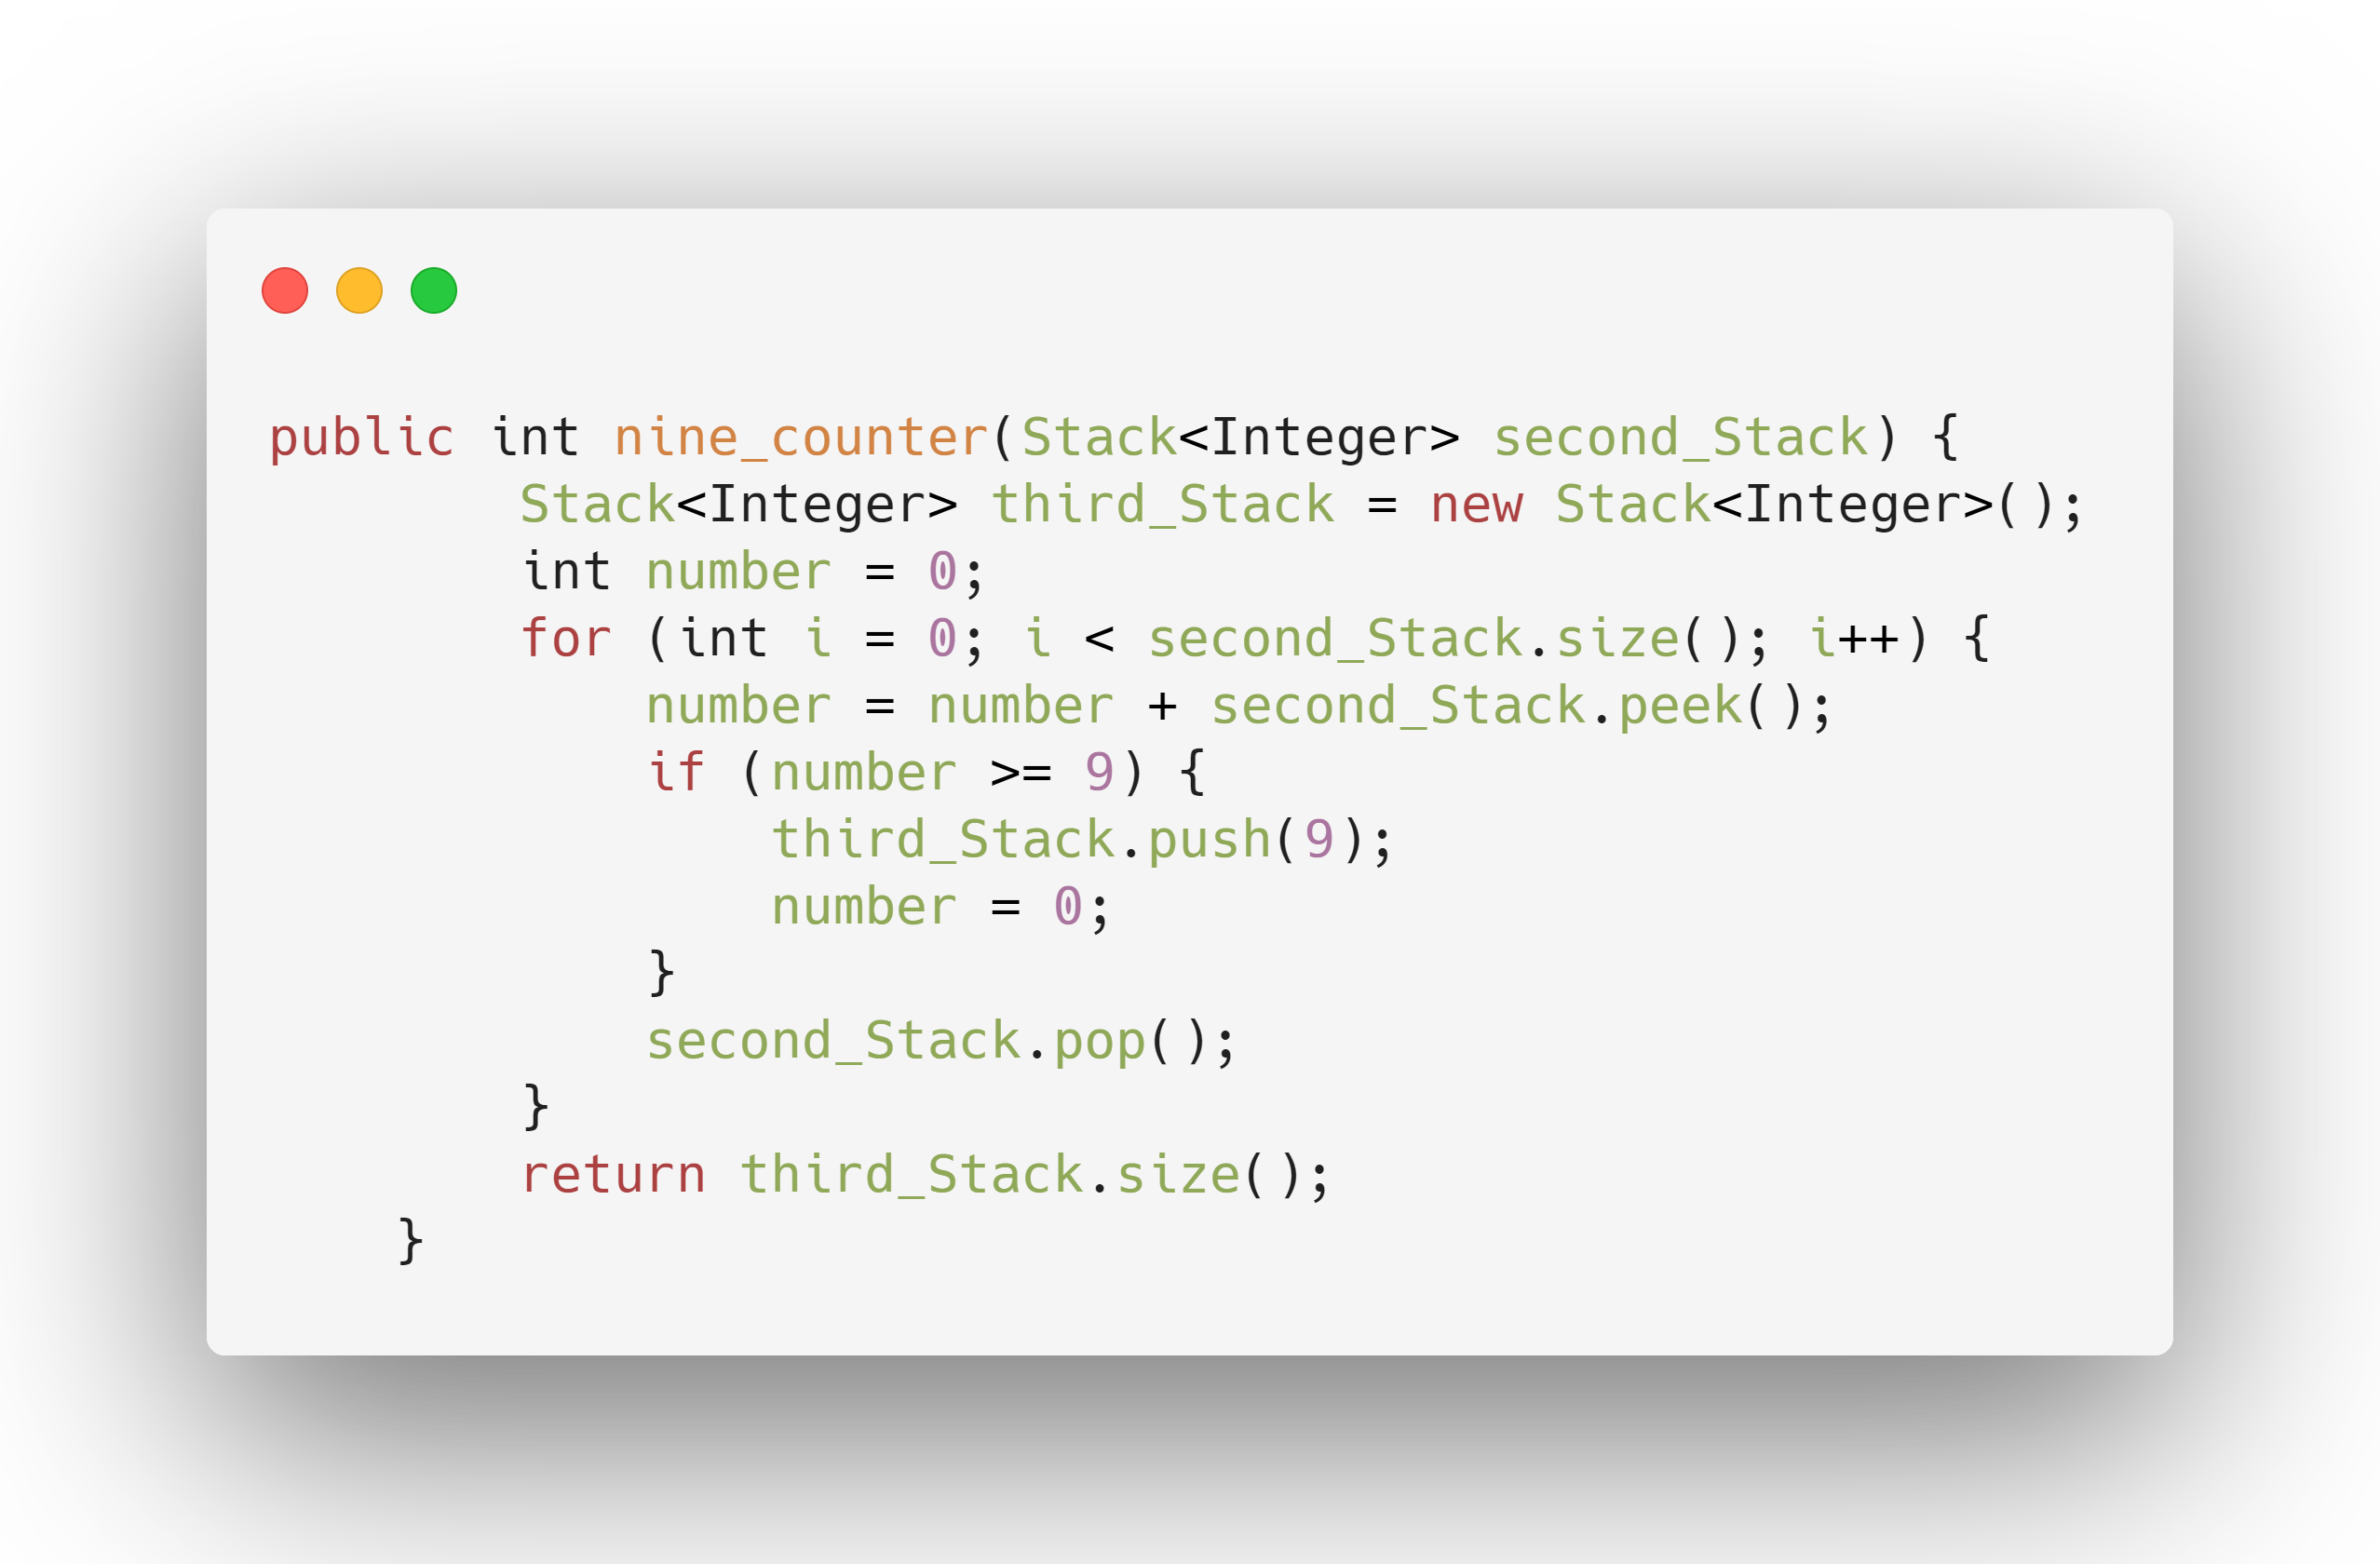 public int nine_counter(Stack<Integer> second_Stack) {
        Stack<Integer> third_Stack = new Stack<Integer>();
        int number = 0;
        for (int i = 0; i < second_Stack.size(); i++) {
            number = number + second_Stack.peek();
            if (number >= 9) {
                third_Stack.push(9);
                number = 0;
            }
            second_Stack.pop();
        }
        return third_Stack.size();
    }